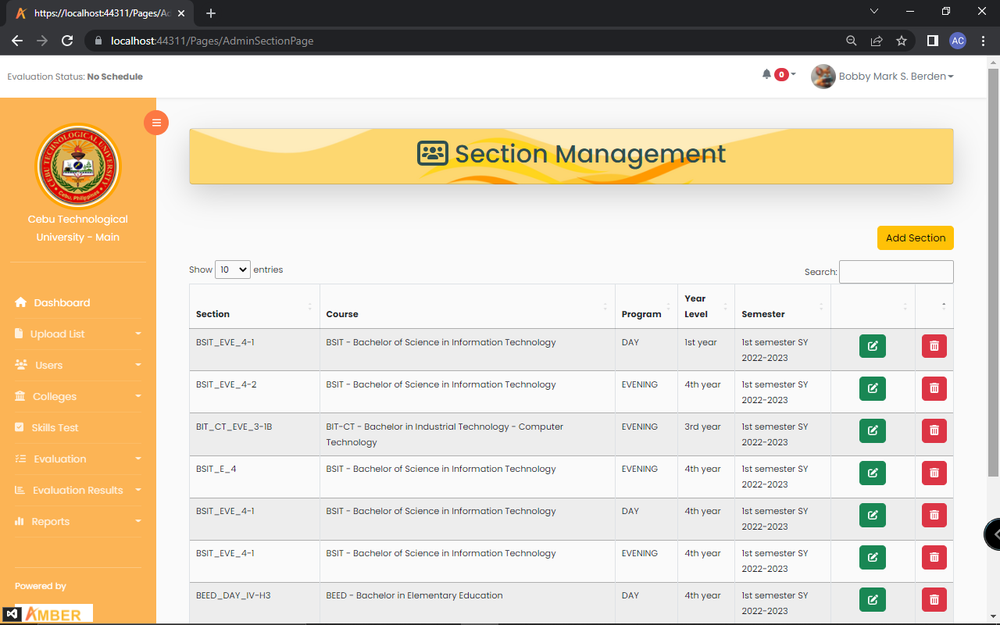 https://localhost:44311/Pages/Ad
localhost:44311/Pages/AdminSectionPage
AC
Evaluation Status: No Schedule
0
Bobby Mark S. Berden
CEBU TECHNOLOGICAL UNIVERSITY
Cebu, Philippines
Cebu Technological
University - Main
Dashboard
Upload List
Users
Colleges
Skills Test
Evaluation
Evaluation Results
Reports
Powered by
AMBER
Section Management
Add Section
Show 10 entries
Search:
Section Course Program Year Level Semester
BSIT_EVE_4-1 BSIT - Bachelor of Science in Information Technology DAY 1st year 1st semester SY
2022-2023
BSIT_EVE_4-2 BSIT - Bachelor of Science in Information Technology EVENING 4th year 1st semester SY
2022-2023
BIT_CT_EVE_3-1B BIT-CT - Bachelor in Industrial Technology - Computer EVENING 3rd year 1st semester SY
Technology 2022-2023
BSIT_E_4 BSIT - Bachelor of Science in Information Technology EVENING 4th year 1st semester SY
2022-2023
BSIT_EVE_4-1 BSIT - Bachelor of Science in Information Technology DAY 4th year 1st semester SY
2022-2023
BSIT_EVE_4-1 BSIT - Bachelor of Science in Information Technology EVENING 4th year 1st semester SY
2022-2023
BEED_DAY_IV-H3 BEED - Bachelor in Elementary Education DAY 4th year 1st semester SY
2022-2023